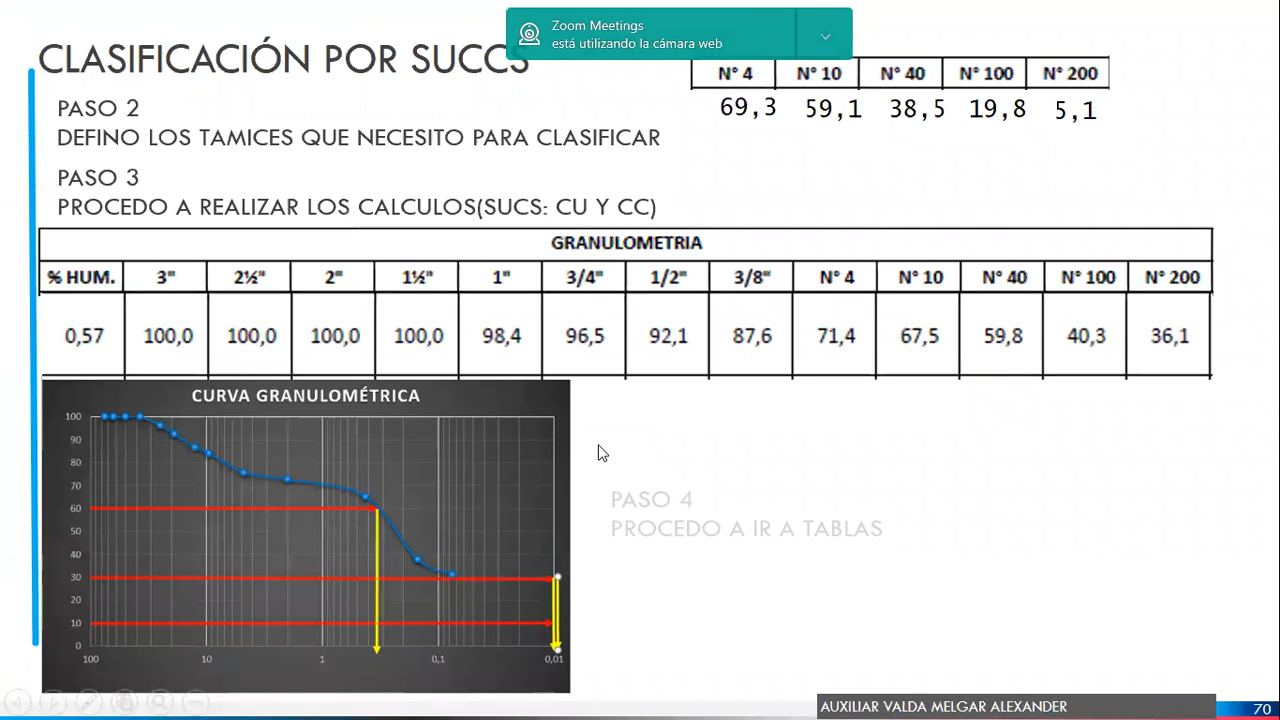 Zoom Meetings
está utilizando la cámara web
CLASIFICACIÓN POR SUCCS
N° 4 N° 10 N° 40 N° 100 N° 200
69,3 59,1 38,5 19,8 5,1
PASO 2
DEFINO LOS TAMICES QUE NECESITO PARA CLASIFICAR
PASO 3
PROCEDO A REALIZAR LOS CALCULOS(SUCS: CU Y CC)
GRANULOMETRIA
% HUM. 3" 2½" 2" 1½" 1" 3/4" 1/2" 3/8" N° 4 N° 10 N° 40 N° 100 N° 200
0,57 100,0 100,0 100,0 100,0 98,4 96,5 92,1 87,6 71,4 67,5 59,8 40,3 36,1
CURVA GRANULOMÉTRICA
100
90
80
70
60
50
40
30
20
10
0
100 10 1 0,1 0,01
PASO 4
PROCEDO A IR A TABLAS
AUXILIAR VALDA MELGAR ALEXANDER
70